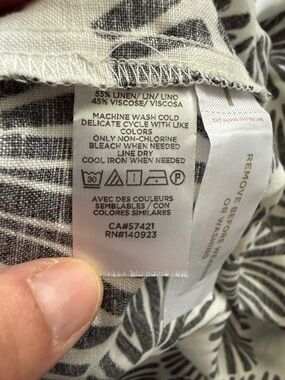 55% LINEN/ LIN/ LINO
45% VISCOSE/ VISCOSA
MACHINE WASH COLD
DELICATE CYCLE WITH LIKE
COLORS
ONLY NON-CHLORINE
BLEACH WHEN NEEDED
LINE DRY
COOL IRON WHEN NEEDED
30
P
AVEC DES COULEURS
SEMBLABLES / CON
COLORES SIMILARES
CA#57421
RN#140923
REMOVE BEFORE WEARING
OR WASHING